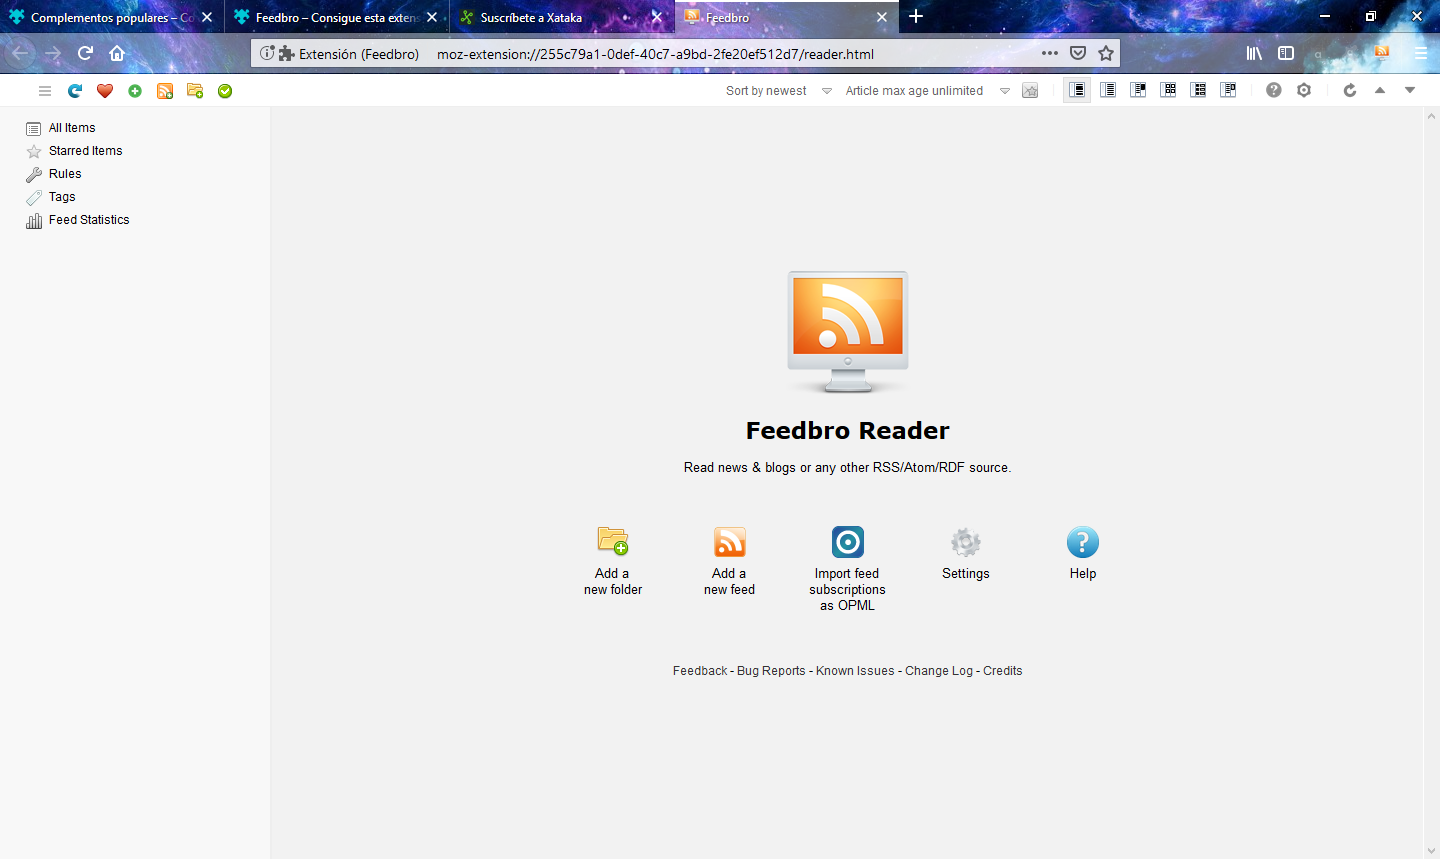 Complementos populares – Co
Feedbro – Consigue esta exten
Suscríbete a Xataka
Feedbro
Extensión (Feedbro)
moz-extension://255c79a1-0def-40c7-a9bd-2fe20ef512d7/reader.html
Sort by newest
Article max age unlimited
All Items
Starred Items
Rules
Tags
Feed Statistics
Feedbro Reader
Read news & blogs or any other RSS/Atom/RDF source.
Add a
new folder
Add a
new feed
Import feed
subscriptions
as OPML
Settings
Help
Feedback - Bug Reports - Known Issues - Change Log - Credits